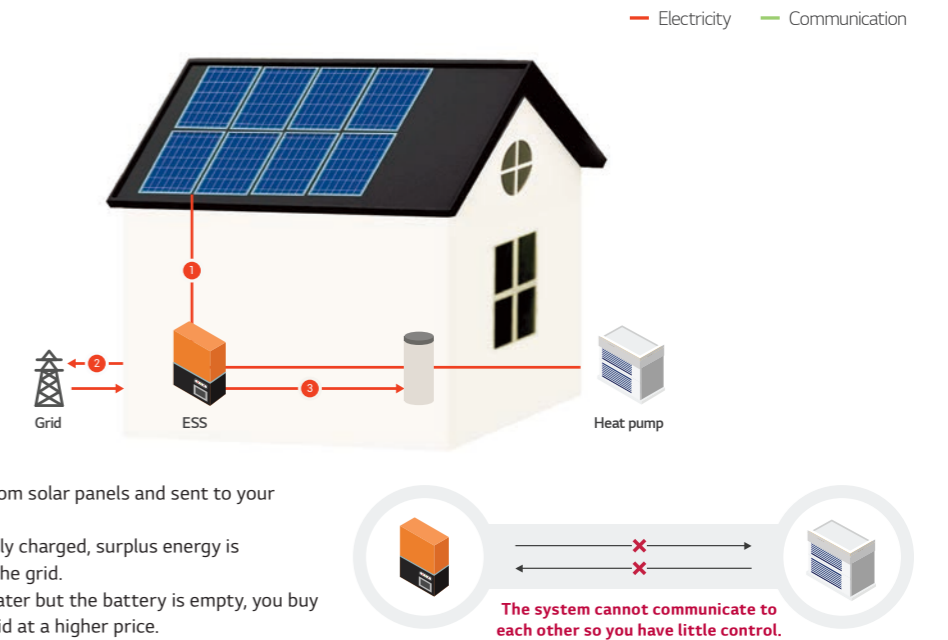 Electricity
Communication
1
2
3
Grid
ESS
Heat pump
om solar panels and sent to your
ly charged, surplus energy is
he grid.
ater but the battery is empty, you buy
id at a higher price.
The system cannot communicate to
each other so you have little control.